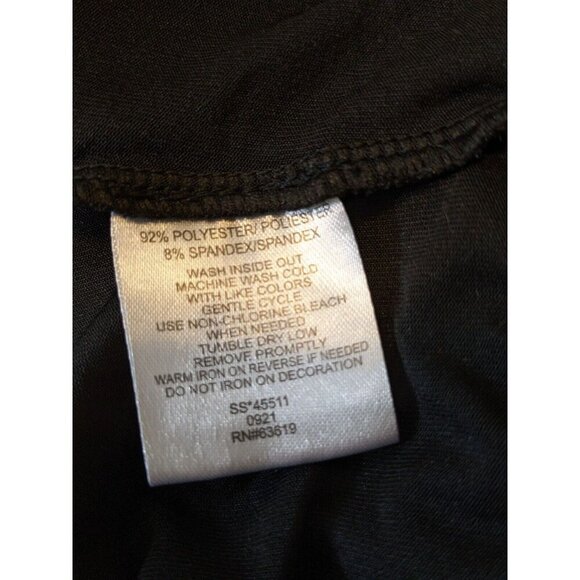 92% POLYESTER/ POLIESTER
8% SPANDEX/SPANDEX
WASH INSIDE OUT
MACHINE WASH COLD
WITH LIKE COLORS
GENTLE CYCLE
USE NON-CHLORINE BLEACH
WHEN NEEDED
TUMBLE DRY LOW
REMOVE PROMPTLY
WARM IRON ON REVERSE IF NEEDED
DO NOT IRON ON DECORATION
SS*45511
0921
RN#63619